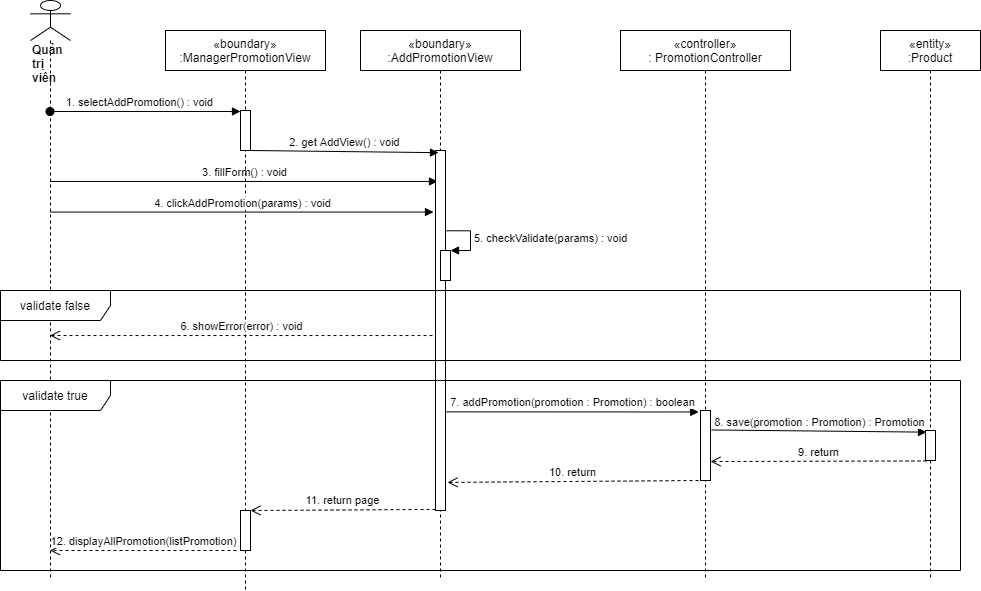 Quản
trị
viên
«boundary»
:ManagerPromotionView
«boundary»
:AddPromotionView
«controller»
: PromotionController
«entity»
:Product
1. selectAddPromotion() : void
2. get AddView() : void
3. fillForm() : void
4. clickAddPromotion(params) : void
5. checkValidate(params) : void
validate false
6. showError(error) : void
validate true
7. addPromotion(promotion : Promotion) : boolean
8. save(promotion : Promotion) : Promotion
9. return
10. return
11. return page
12. displayAllPromotion(listPromotion)